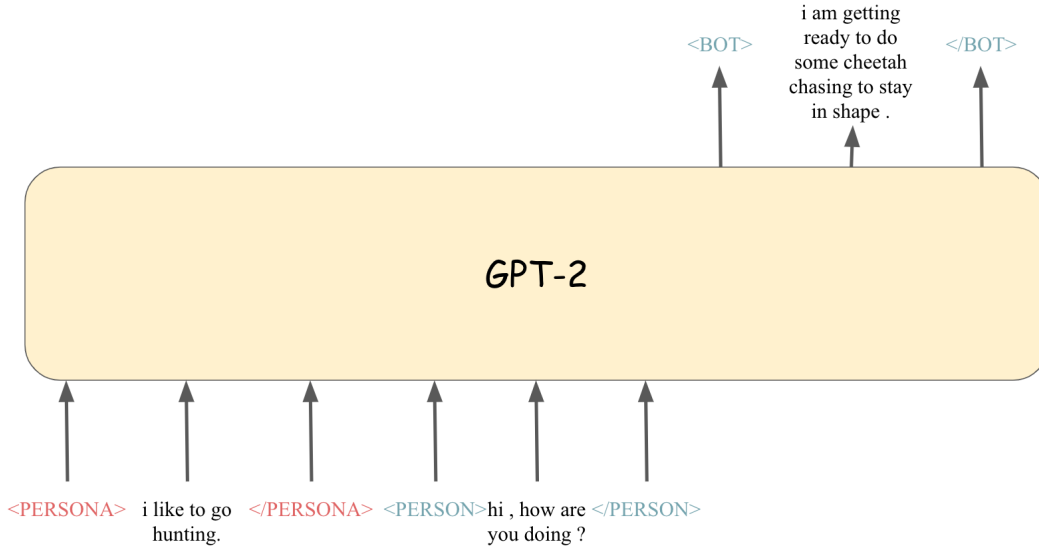 i am getting
<BOT> ready to do </BOT>
some cheetah
chasing to stay
in shape .
GPT-2
<PERSONA> i like to go </PERSONA> <PERSON> hi , how are </PERSON>
hunting. you doing ?